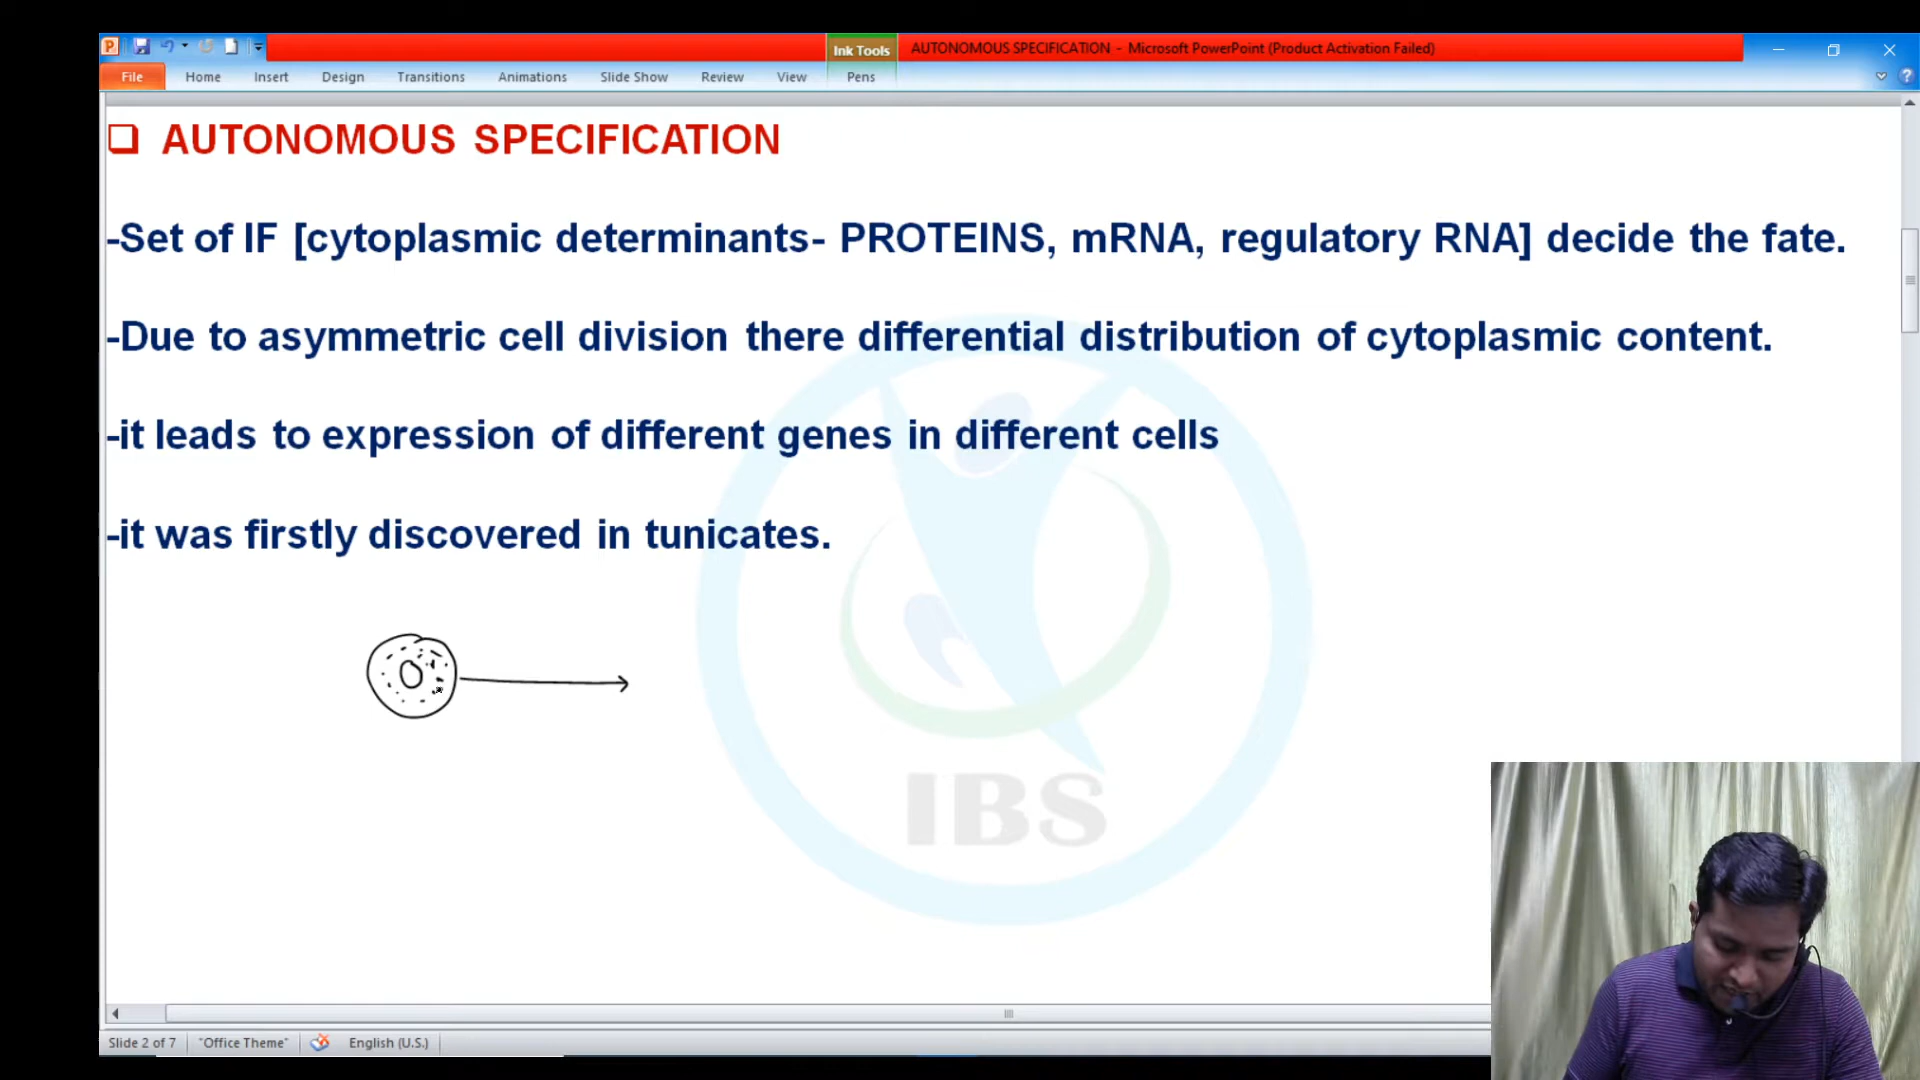 Ink Tools
AUTONOMOUS SPECIFICATION - Microsoft PowerPoint (Product Activation Failed)
File Home Insert Design Transitions Animations Slide Show Review View Pens
AUTONOMOUS SPECIFICATION
-Set of IF [cytoplasmic determinants- PROTEINS, mRNA, regulatory RNA] decide the fate.
-Due to asymmetric cell division there differential distribution of cytoplasmic content.
-it leads to expression of different genes in different cells
-it was firstly discovered in tunicates.
IBS
Slide 2 of 7 "Office Theme" English (U.S.)